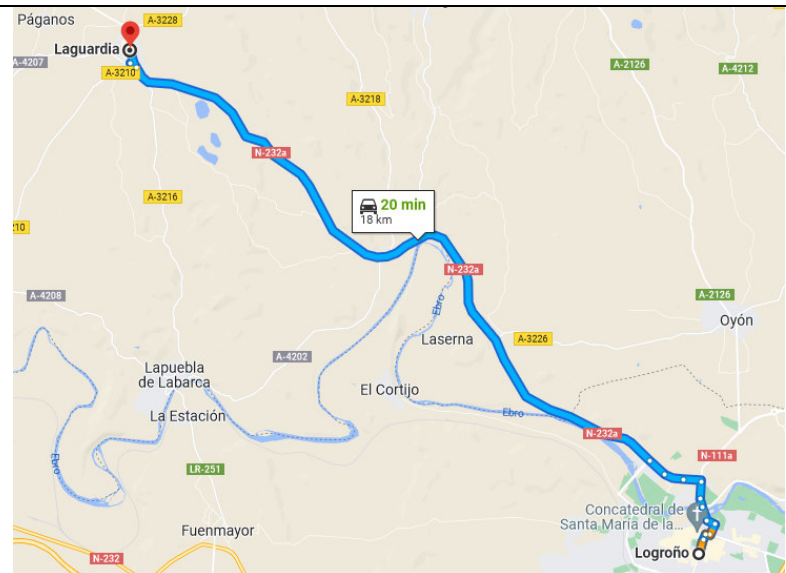 Páganos
A-3228
Laguardia
A-4207
A-3210
A-2126
A-4212
A-3218
N-232a
A-3216
20 min
18 km
10
N-232a
A-4208
Ebro
A-2126
Oyón
Laserna
A-3226
A-4202
Lapuebla
de Labarca
El Cortijo
La Estación
Ebro
N-232a
Ebro
N-111a
LR-251
Concatedral de
Santa María de la...
Fuenmayor
Logroño
N-232